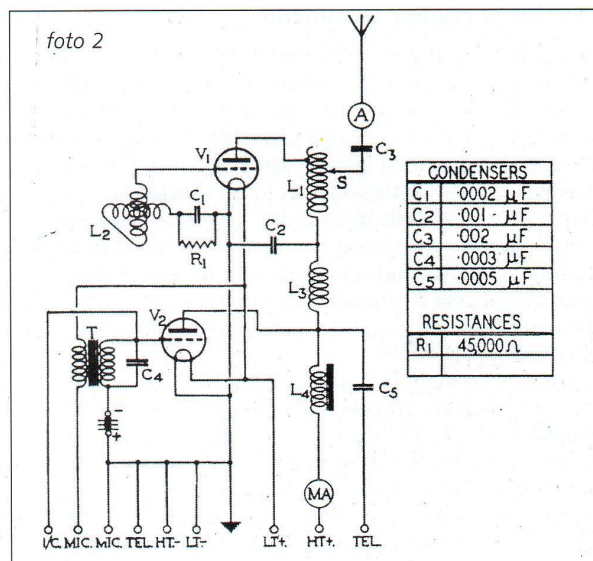 foto 2
A
C3
V1
L1
S
C1
L2
R1
C2
L3
V2
T
C4
L4
C5
-
+
MA
I/C. MIC. MIC. TEL. HT.- LT.- LT+. HT+. TEL.
CONDENSERS
C1 .0002 μF
C2 .001 - μF
C3 .002 μF
C4 .0003 μF
C5 .0005 μF
RESISTANCES
R1 45,000Ω